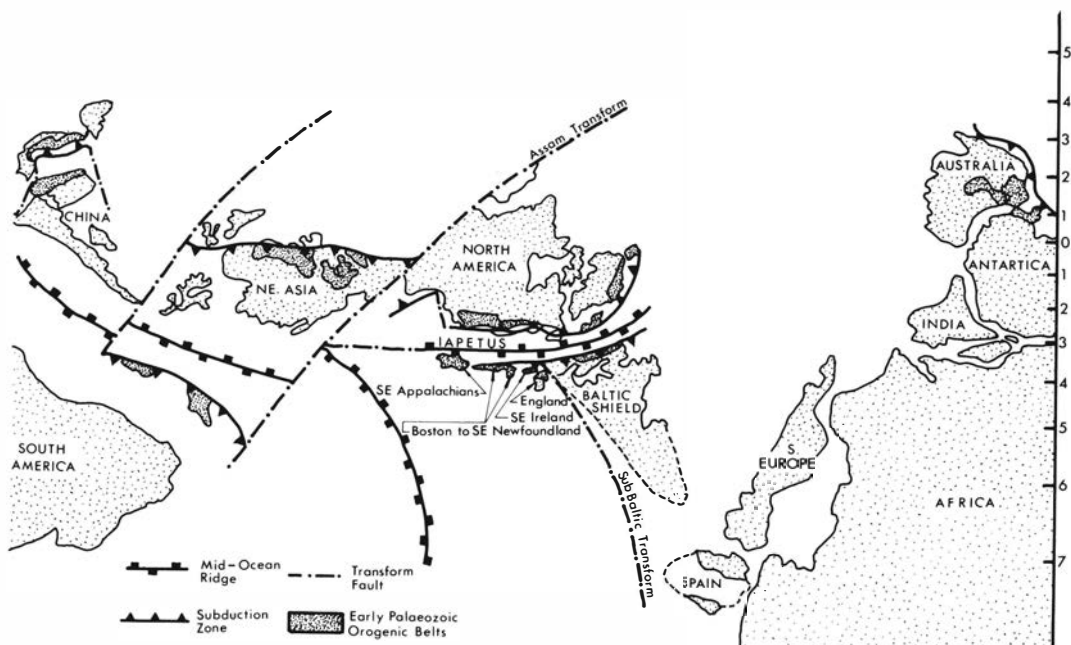 Assam Transform
CHINA
NE. ASIA
NORTH
AMERICA
AUSTRALIA
ANTARTICA
INDIA
IAPETUS
SE Appalachians
England
SE Ireland
Boston to SE Newfoundland
BALTIC
SHIELD
SOUTH
AMERICA
S.
EUROPE
AFRICA
Sub Baltic Transform
SPAIN
Mid-Ocean
Ridge
Transform
Fault
Subduction
Zone
Early Palaeozoic
Orogenic Belts
5
4
3
2
1
0
1
2
3
4
5
6
7